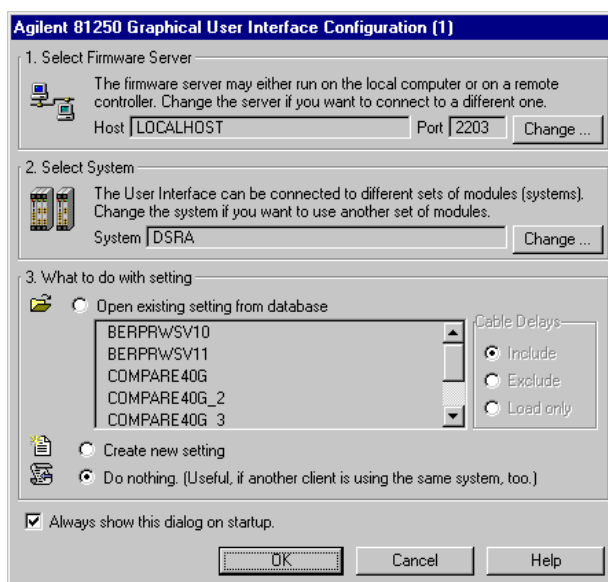 Agilent 81250 Graphical User Interface Configuration (1)
1. Select Firmware Server
The firmware server may either run on the local computer or on a remote
controller. Change the server if you want to connect to a different one.
Host LOCALHOST Port 2203 Change ...
2. Select System
The User Interface can be connected to different sets of modules (systems).
Change the system if you want to use another set of modules.
System DSRA Change ...
3. What to do with setting
Open existing setting from database
BERPRWSV10
BERPRWSV11
COMPARE40G
COMPARE40G_2
COMPARE40G_3
Cable Delays
Include
Exclude
Load only
Create new setting
Do nothing. (Useful, if another client is using the same system, too.)
Always show this dialog on startup.
OK Cancel Help